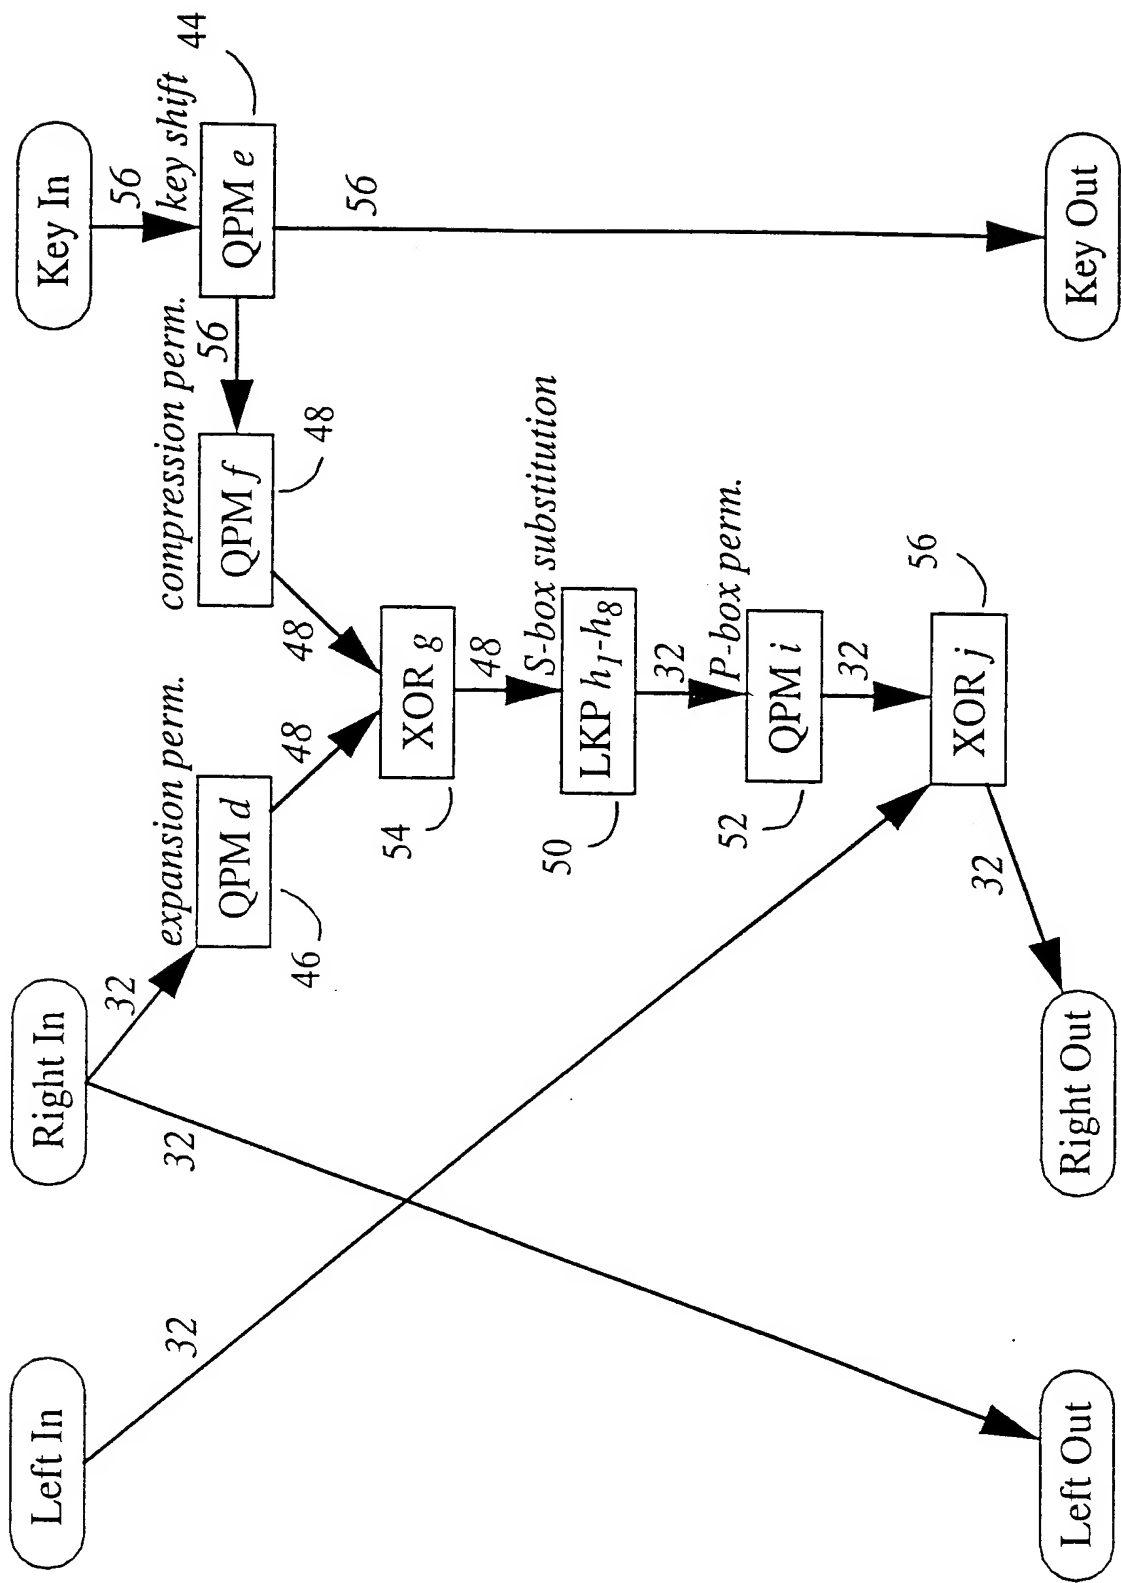 Left In
Right In
Key In
32
32
32
56
expansion perm.
compression perm.
key shift
44
QPM d
QPM f
QPM e
56
46
48
56
48
48
XOR g
54
48
S-box substitution
LKP h₁-h₈
50
32
P-box perm.
QPM i
52
32
XOR j
56
32
Left Out
Right Out
Key Out